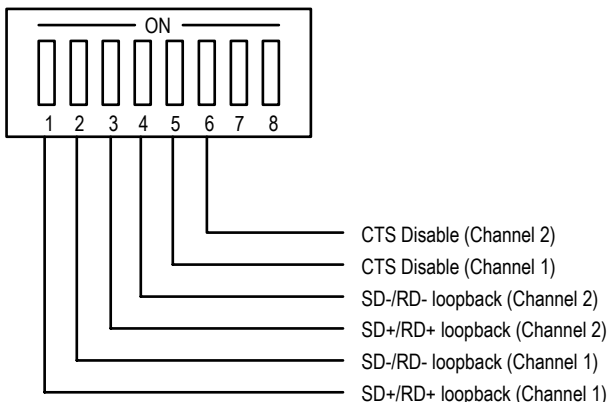 ON
1 2 3 4 5 6 7 8
CTS Disable (Channel 2)
CTS Disable (Channel 1)
SD-/RD- loopback (Channel 2)
SD+/RD+ loopback (Channel 2)
SD-/RD- loopback (Channel 1)
SD+/RD+ loopback (Channel 1)